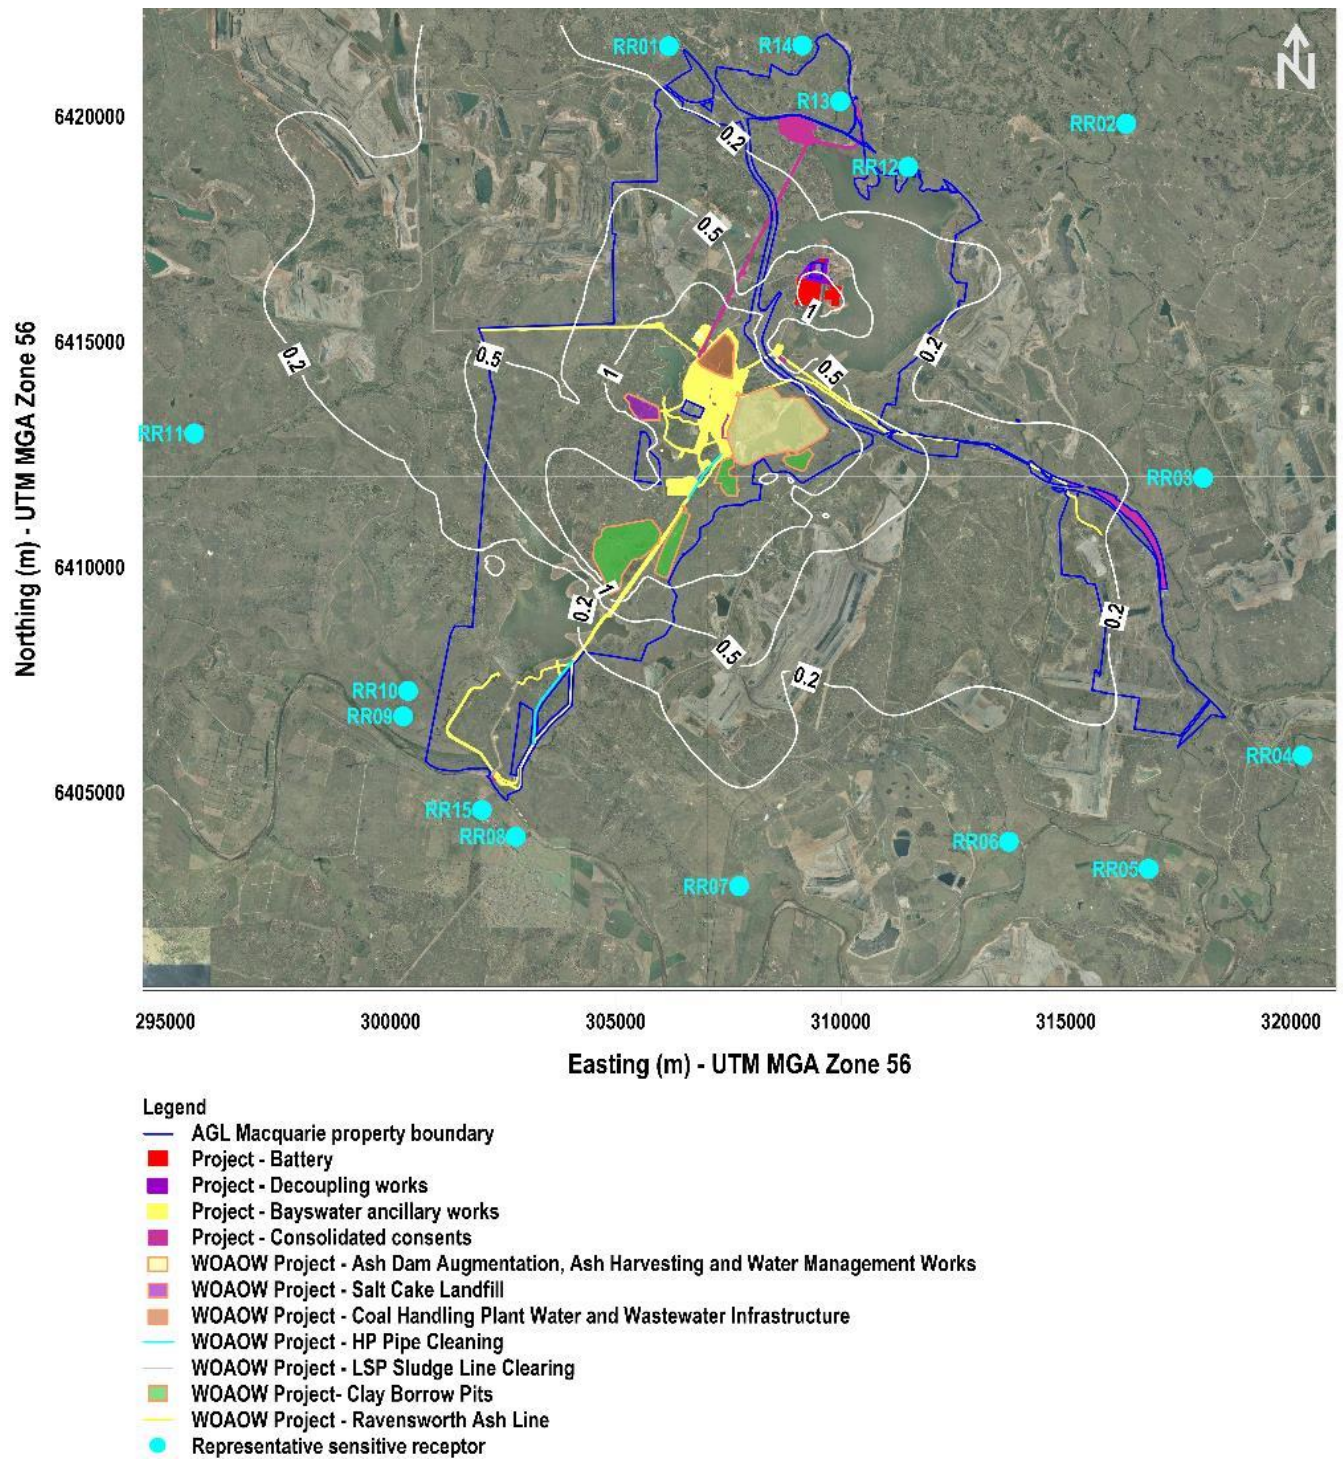 N
RR01
R14
R13
RR02
RR12
6420000
0.2
0.5
1
6415000
0.2
0.5
1
0.5
0.2
RR11
RR03
6410000
0.2
1
0.5
0.2
0.2
RR10
RR09
RR04
6405000
RR15
RR08
RR06
RR05
RR07
Northing (m) - UTM MGA Zone 56
295000 300000 305000 310000 315000 320000
Easting (m) - UTM MGA Zone 56
Legend
AGL Macquarie property boundary
Project - Battery
Project - Decoupling works
Project - Bayswater ancillary works
Project - Consolidated consents
WOAOW Project - Ash Dam Augmentation, Ash Harvesting and Water Management Works
WOAOW Project - Salt Cake Landfill
WOAOW Project - Coal Handling Plant Water and Wastewater Infrastructure
WOAOW Project - HP Pipe Cleaning
WOAOW Project - LSP Sludge Line Clearing
WOAOW Project- Clay Borrow Pits
WOAOW Project - Ravensworth Ash Line
Representative sensitive receptor